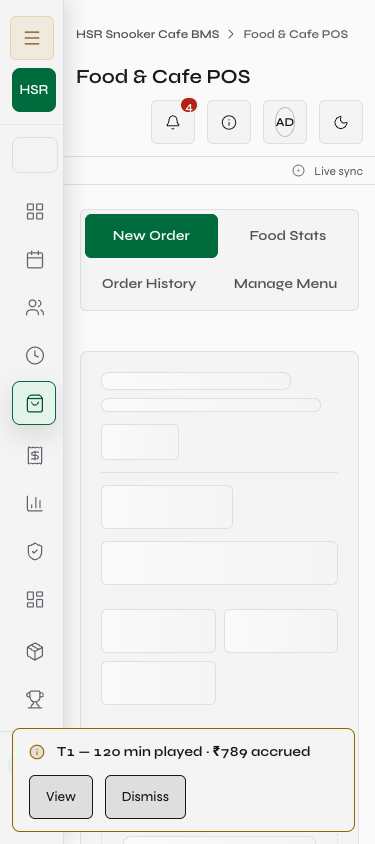 HSR Snooker Cafe BMS > Food & Cafe POS
HSR
Food & Cafe POS
4
AD
Live sync
New Order
Food Stats
Order History
Manage Menu
T1 — 120 min played · ₹789 accrued
View
Dismiss